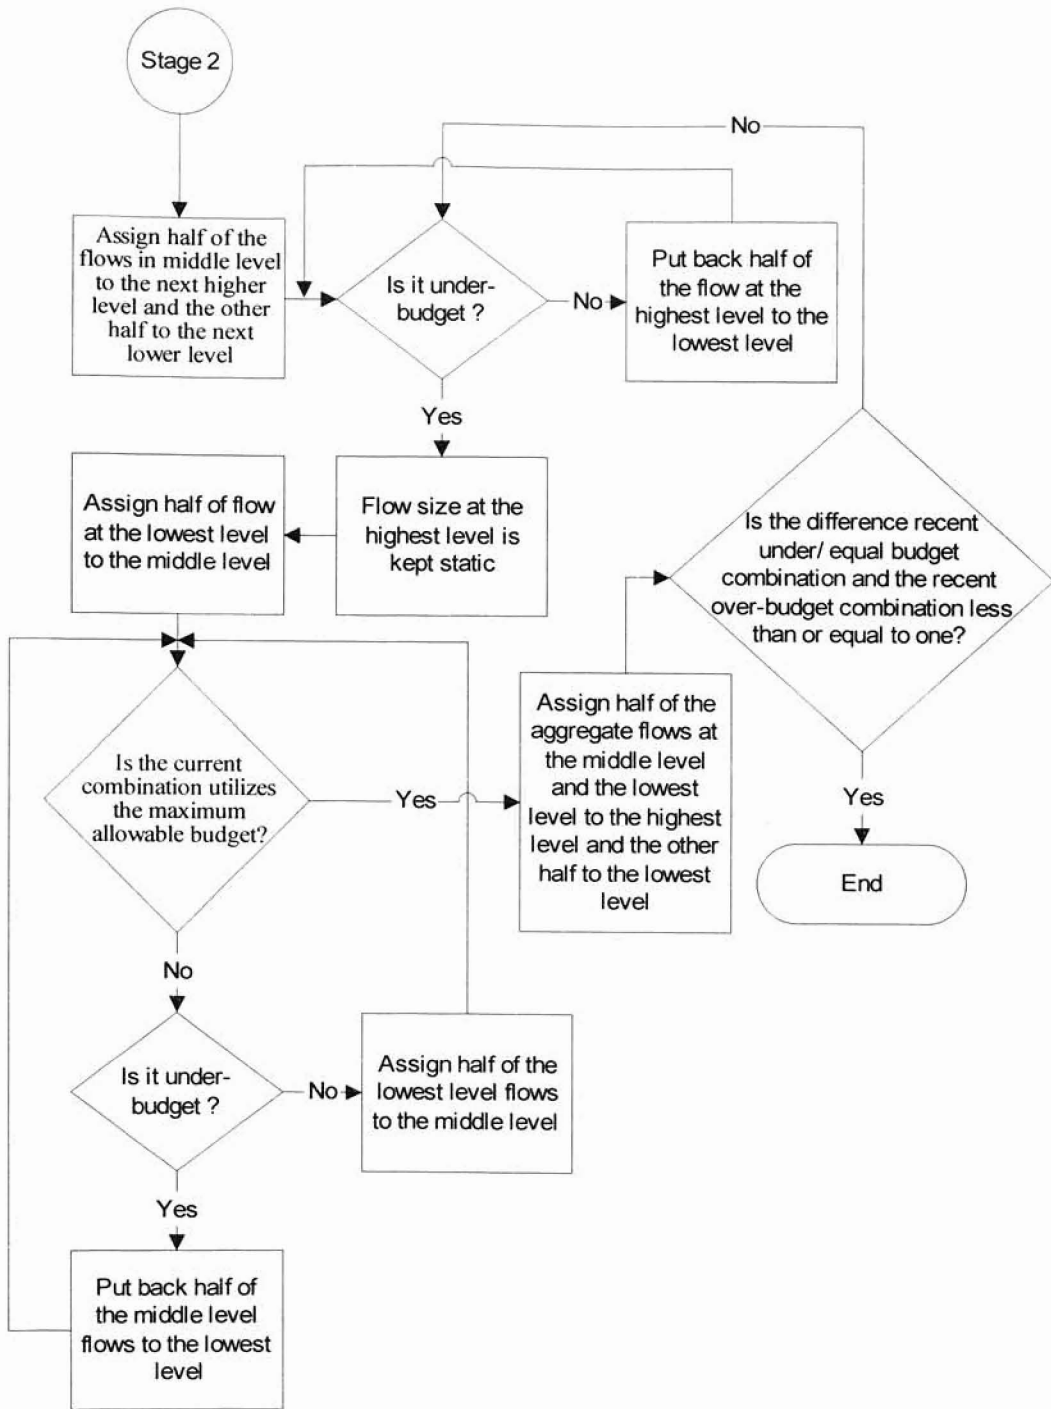 Stage 2
No
Assign half of the
flows in middle level
to the next higher
level and the other
half to the next
lower level
Is it under-
budget ?
No
Put back half of
the flow at the
highest level to the
lowest level
Yes
Assign half of flow
at the lowest level
to the middle level
Flow size at the
highest level is
kept static
Is the difference recent
under/ equal budget
combination and the recent
over-budget combination less
than or equal to one?
Is the current
combination utilizes
the maximum
allowable budget?
Yes
Assign half of the
aggregate flows at
the middle level
and the lowest
level to the highest
level and the other
half to the lowest
level
Yes
End
No
Is it under-
budget ?
No
Assign half of the
lowest level flows
to the middle level
Yes
Put back half of
the middle level
flows to the lowest
level